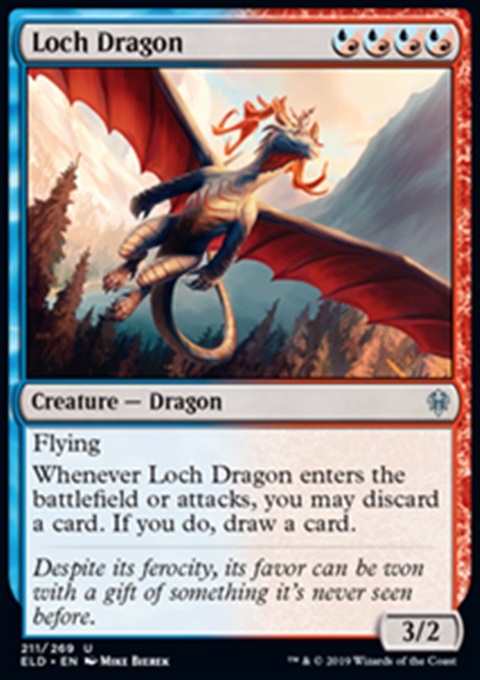 Loch Dragon
Creature — Dragon
Flying
Whenever Loch Dragon enters the
battlefield or attacks, you may discard
a card. If you do, draw a card.
Despite its ferocity, its favor can be won
with a gift of something it's never seen
before.
3/2
211/269 U
ELD • EN Mike Bierek
™ & © 2019 Wizards of the Coast